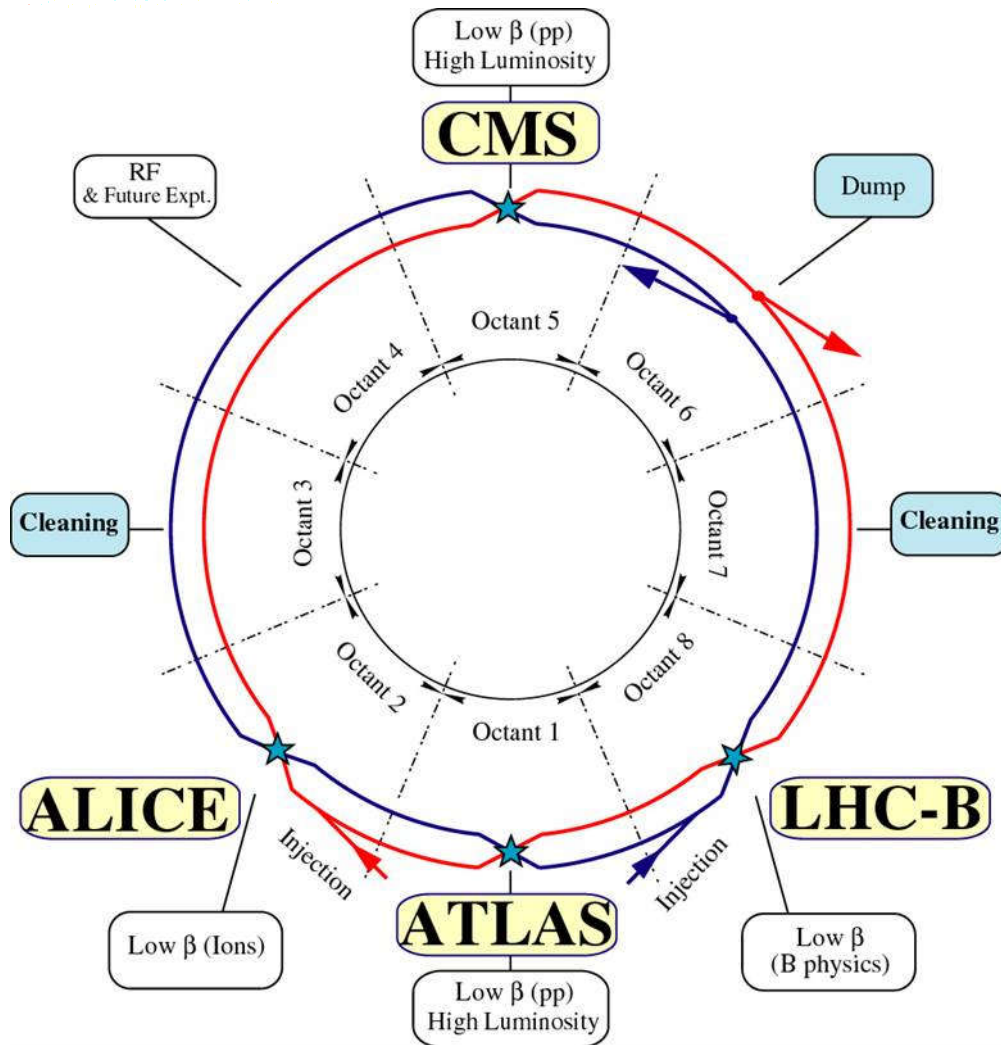 Low β (pp)
High Luminosity
CMS
RF
& Future Expt.
Dump
Octant 5
Octant 4
Octant 6
Cleaning
Octant 3
Octant 7
Cleaning
Octant 2
Octant 8
Octant 1
ALICE
LHC-B
Injection
Injection
ATLAS
Low β (Ions)
Low β
(B physics)
Low β (pp)
High Luminosity